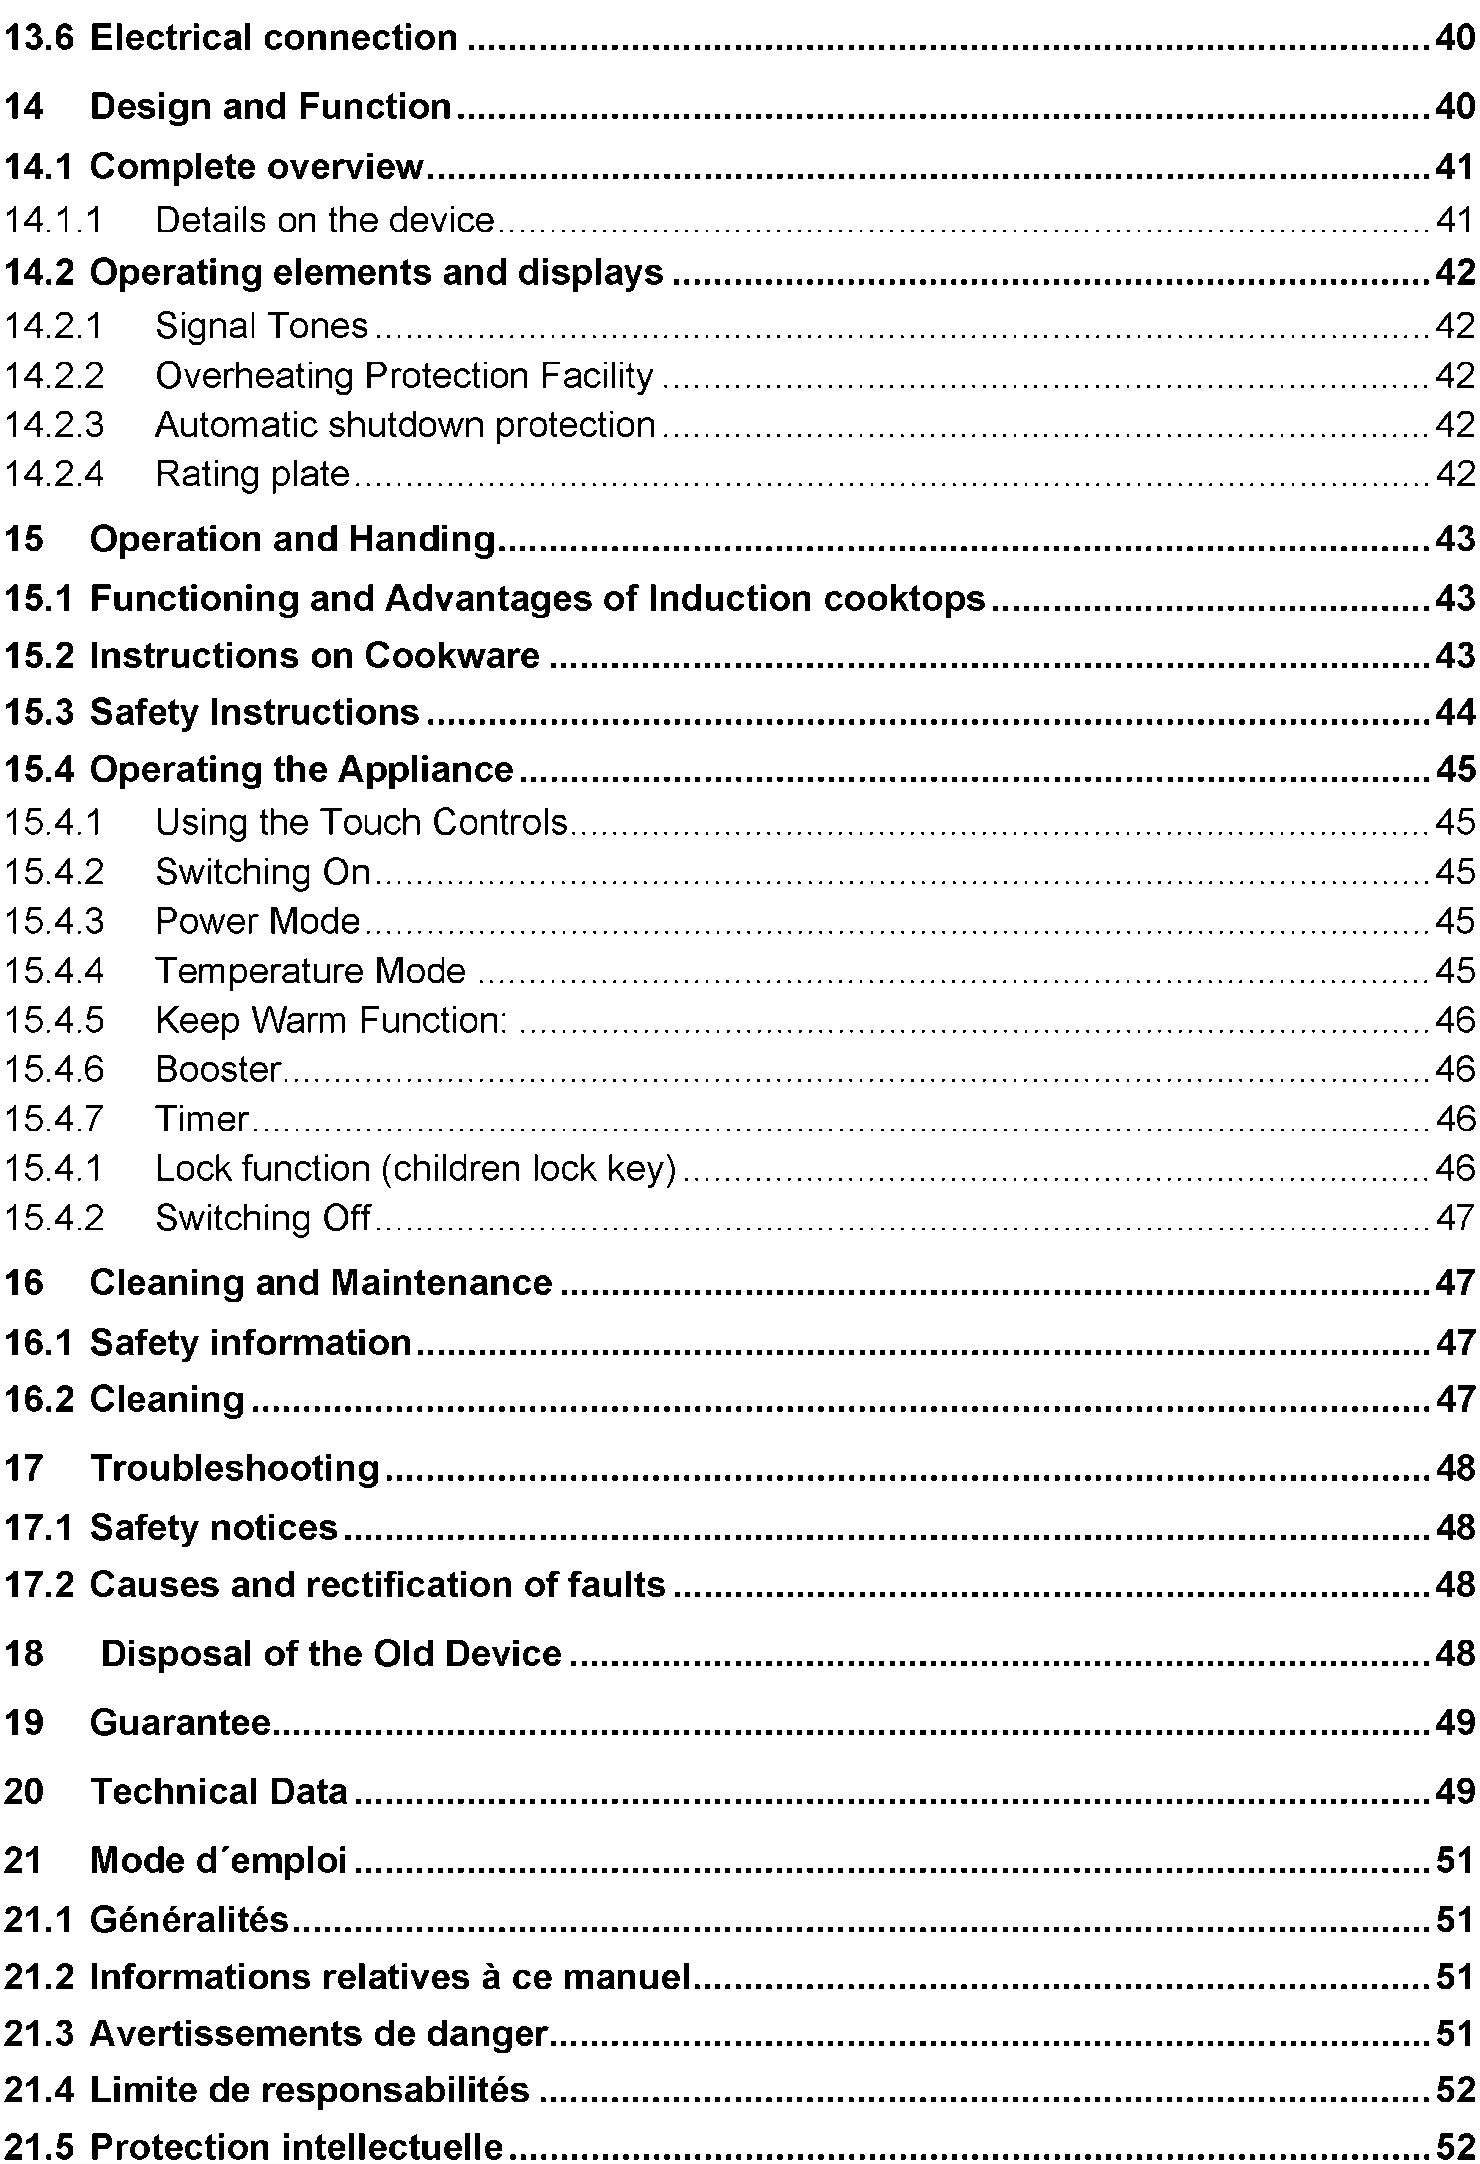 13.6 Electrical connection ........ 40
14 Design and Function ........ 40
14.1 Complete overview ........ 41
14.1.1 Details on the device ........ 41
14.2 Operating elements and displays ........ 42
14.2.1 Signal Tones ........ 42
14.2.2 Overheating Protection Facility ........ 42
14.2.3 Automatic shutdown protection ........ 42
14.2.4 Rating plate ........ 42
15 Operation and Handing ........ 43
15.1 Functioning and Advantages of Induction cooktops ........ 43
15.2 Instructions on Cookware ........ 43
15.3 Safety Instructions ........ 44
15.4 Operating the Appliance ........ 45
15.4.1 Using the Touch Controls ........ 45
15.4.2 Switching On ........ 45
15.4.3 Power Mode ........ 45
15.4.4 Temperature Mode ........ 45
15.4.5 Keep Warm Function: ........ 46
15.4.6 Booster ........ 46
15.4.7 Timer ........ 46
15.4.1 Lock function (children lock key) ........ 46
15.4.2 Switching Off ........ 47
16 Cleaning and Maintenance ........ 47
16.1 Safety information ........ 47
16.2 Cleaning ........ 47
17 Troubleshooting ........ 48
17.1 Safety notices ........ 48
17.2 Causes and rectification of faults ........ 48
18 Disposal of the Old Device ........ 48
19 Guarantee ........ 49
20 Technical Data ........ 49
21 Mode d´emploi ........ 51
21.1 Généralités ........ 51
21.2 Informations relatives à ce manuel ........ 51
21.3 Avertissements de danger ........ 51
21.4 Limite de responsabilités ........ 52
21.5 Protection intellectuelle ........ 52